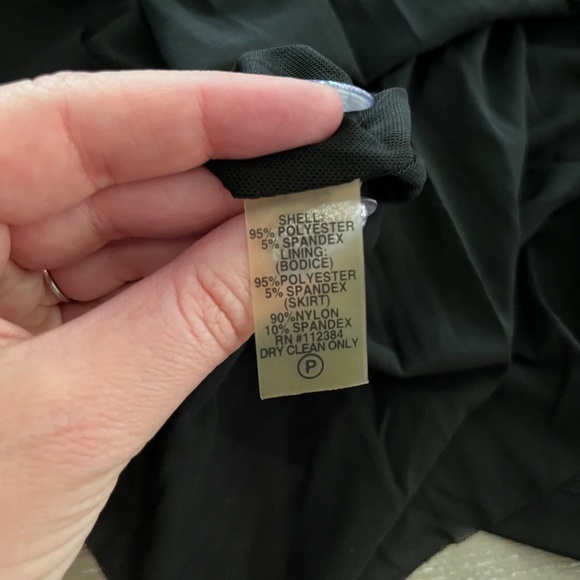 SHELL:
95% POLYESTER
5% SPANDEX
LINING:
(BODICE)
95%POLYESTER
5% SPANDEX
(SKIRT)
90%NYLON
10% SPANDEX
RN #112384
DRY CLEAN ONLY
P